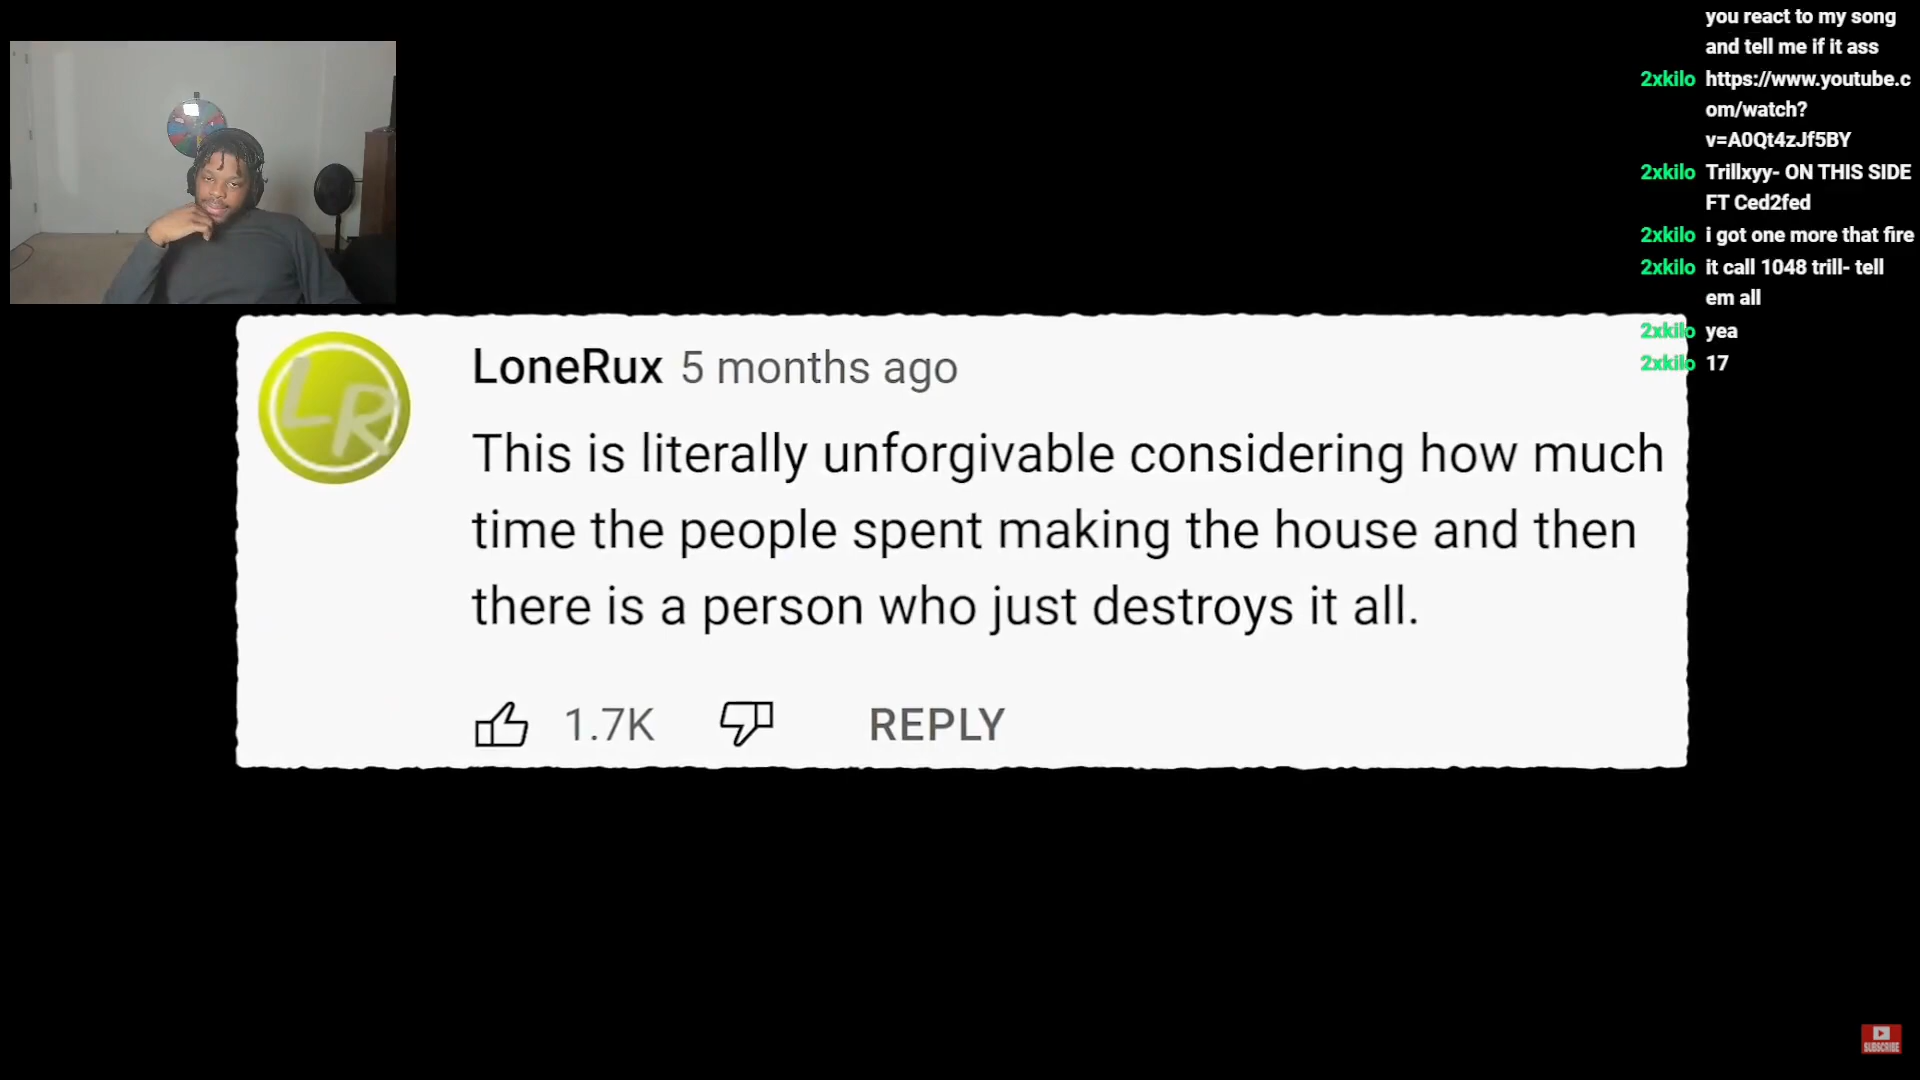 you react to my song
and tell me if it ass
2xkilo https://www.youtube.c
om/watch?
v=A0Qt4zJf5BY
2xkilo Trillxyy- ON THIS SIDE
FT Ced2fed
2xkilo i got one more that fire
2xkilo it call 1048 trill- tell
em all
2xkilo yea
2xkilo 17
LR
LoneRux 5 months ago
This is literally unforgivable considering how much
time the people spent making the house and then
there is a person who just destroys it all.
1.7K REPLY
SUBSCRIBE